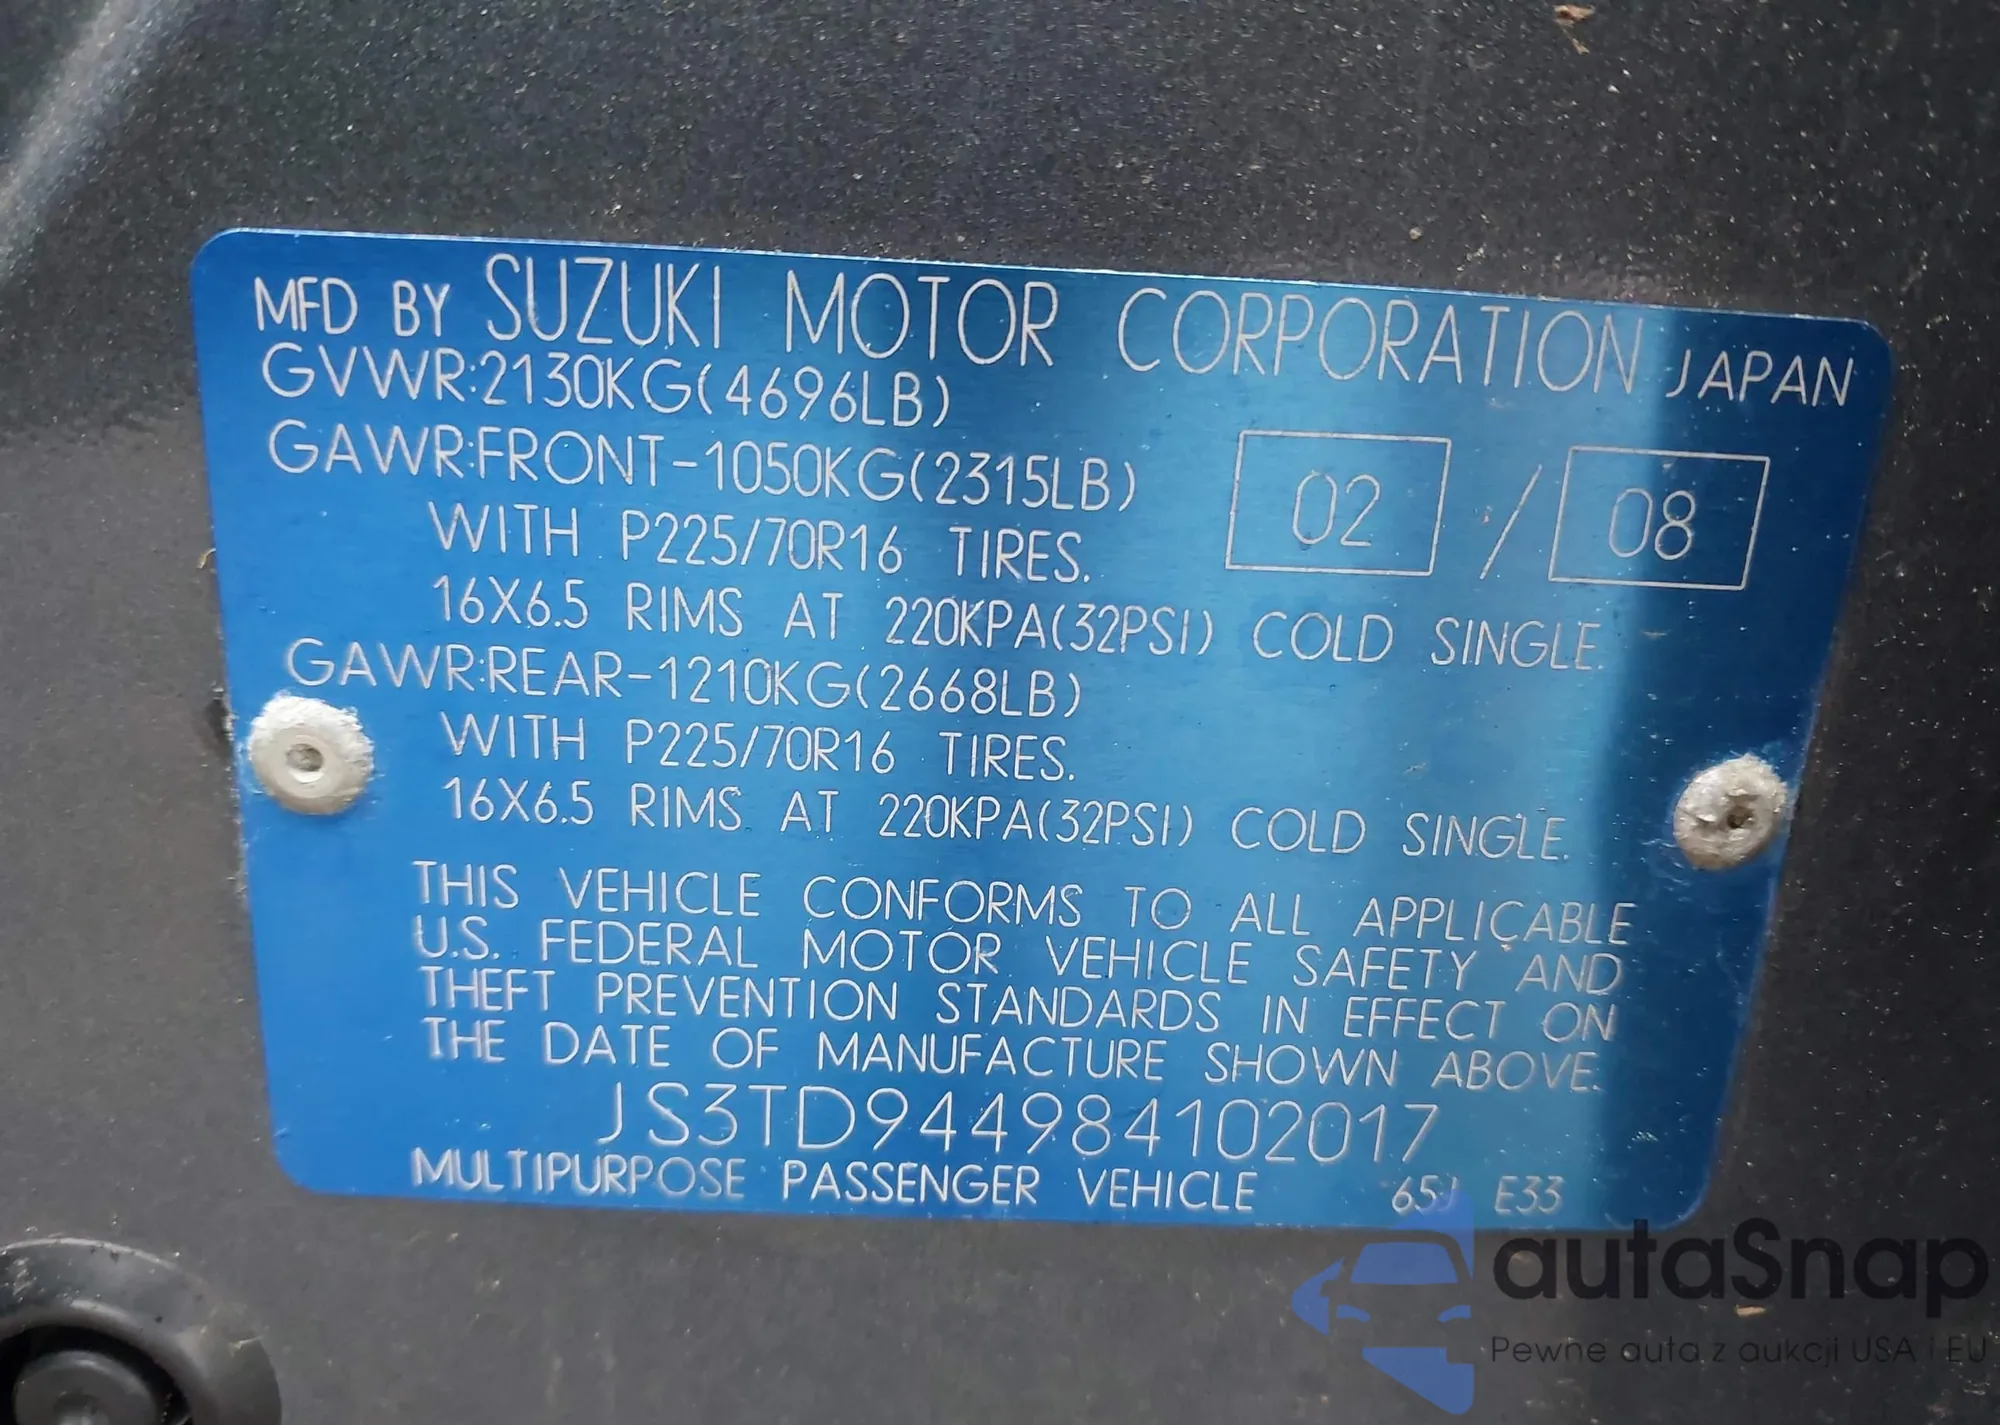 MFD BY SUZUKI MOTOR CORPORATION JAPAN
GVWR:2130KG(4696LB)
GAWR:FRONT-1050KG(2315LB)
02 / 08
WITH P225/70R16 TIRES.
16X6.5 RIMS AT 220KPA(32PSI) COLD SINGLE.
GAWR:REAR-1210KG(2668LB)
WITH P225/70R16 TIRES.
16X6.5 RIMS AT 220KPA(32PSI) COLD SINGLE.
THIS VEHICLE CONFORMS TO ALL APPLICABLE
U.S. FEDERAL MOTOR VEHICLE SAFETY AND
THEFT PREVENTION STANDARDS IN EFFECT ON
THE DATE OF MANUFACTURE SHOWN ABOVE.
JS3TD944984102017
MULTIPURPOSE PASSENGER VEHICLE 65J E33
autaSnap
Pewne auta z aukcji USA i EU